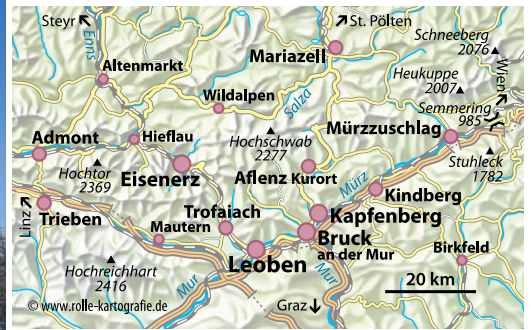 Steyr
St. Pölten
Schneeberg
2076
Enns
Mariazell
Wien
Altenmarkt
Heukuppe
2007
Wildalpen
Salza
Semmering
985
Admont
Hieflau
Hochschwab
2277
Mürzzuschlag
Hochtor
2369
Eisenerz
Aflenz Kurort
Mürz
Stuhleck
1782
Kindberg
Linz
Trieben
Trofaiach
Kapfenberg
Mautern
Bruck
an der Mur
Birkfeld
Hochreichhart
2416
Leoben
Mur
Mur
20 km
Graz
© www.rolle-kartografie.de